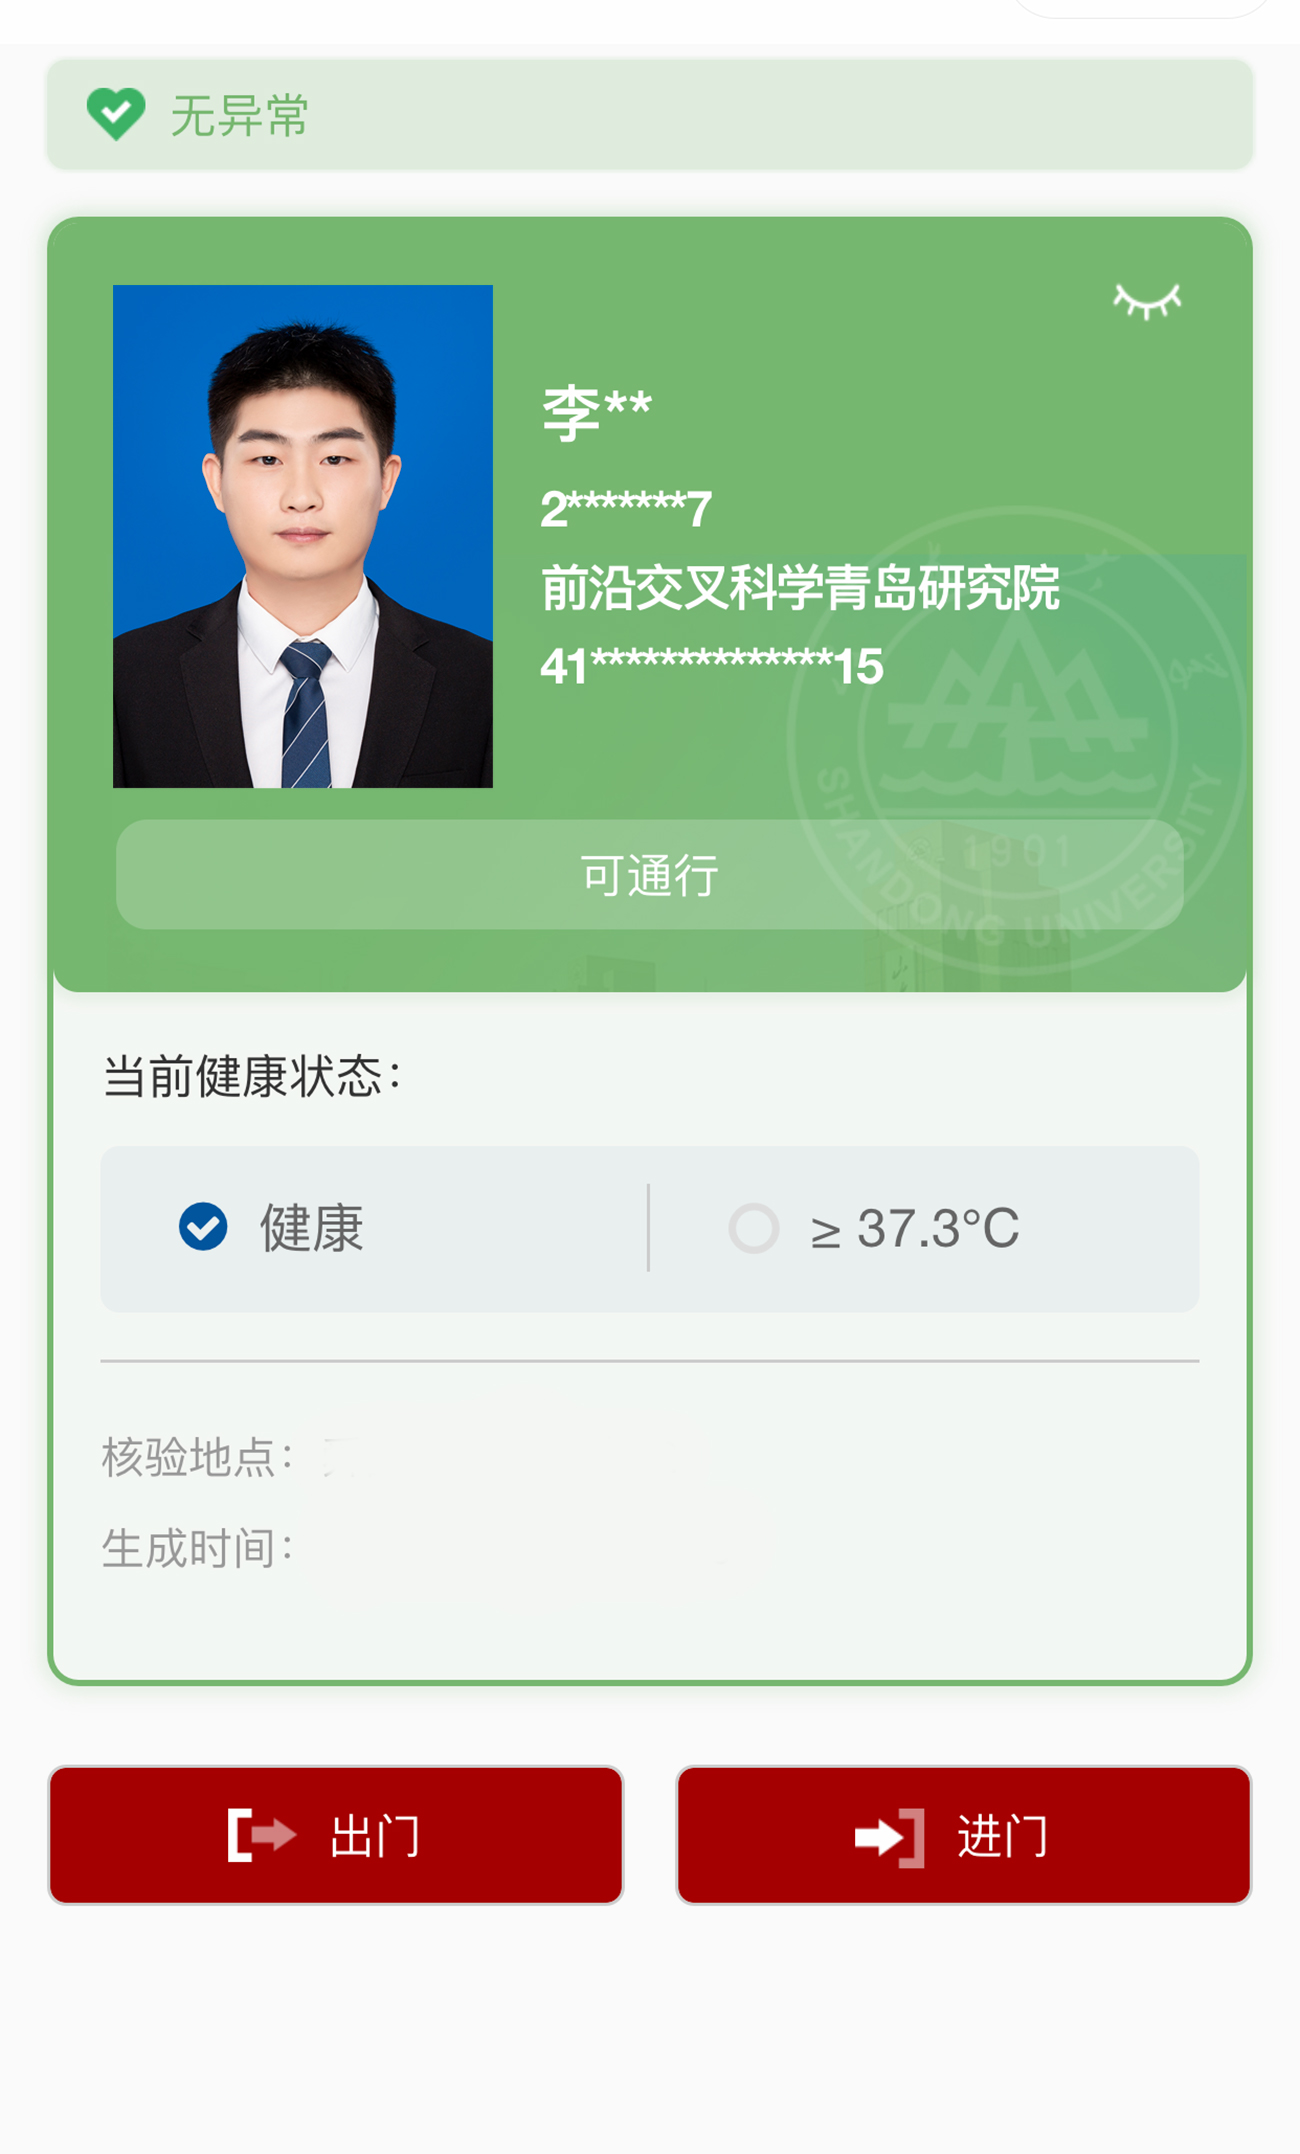 无异常
李**
2*******7
前沿交叉科学青岛研究院
41**************15
1901
SHANDONG UNIVERSITY
可通行
当前健康状态：
健康
≥ 37.3°C
核验地点：
生成时间：
出门
进门